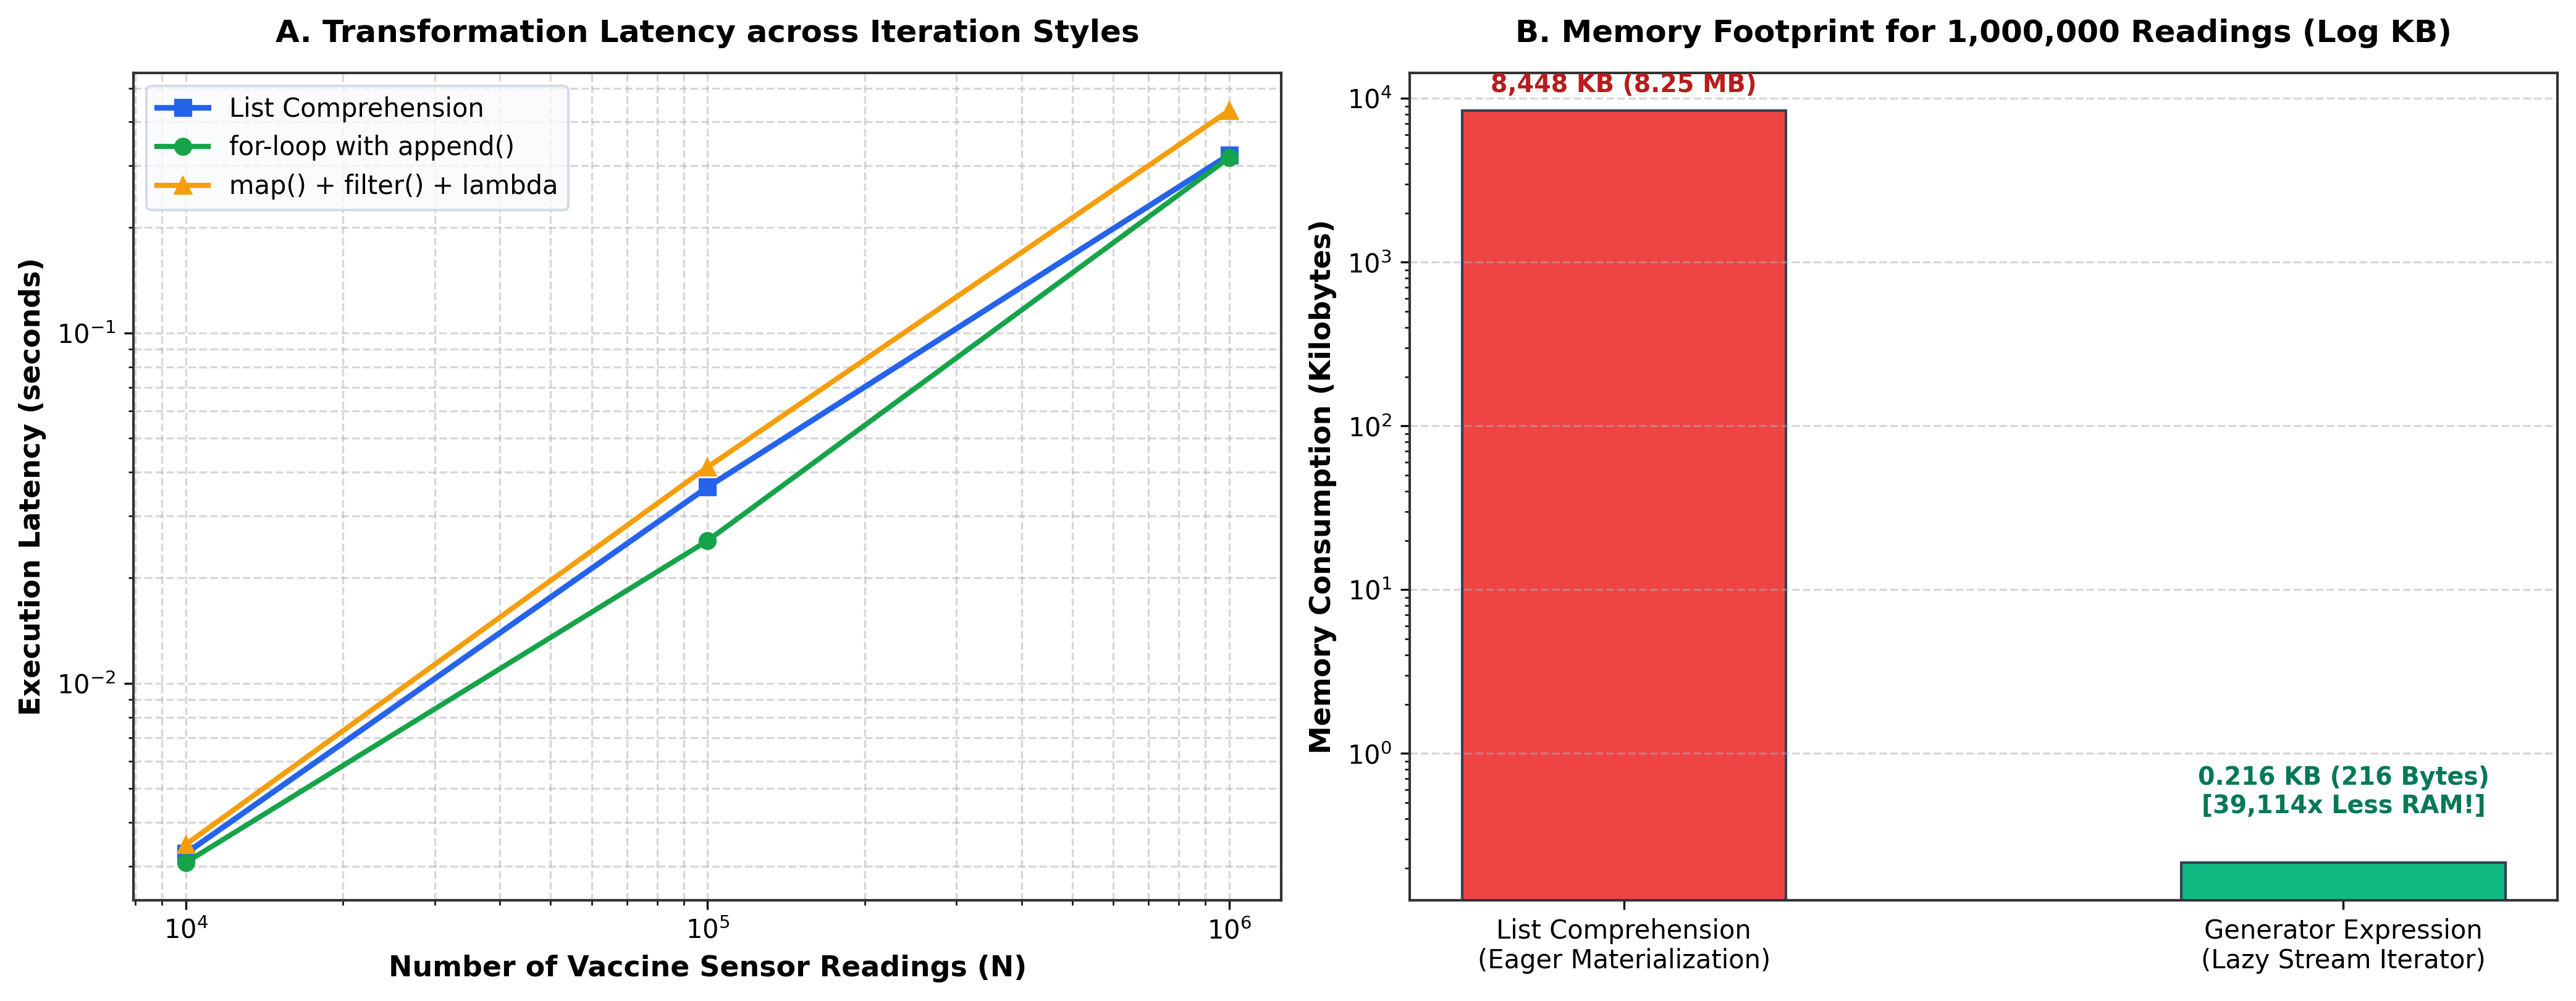 A. Transformation Latency across Iteration Styles
List Comprehension
for-loop with append()
map() + filter() + lambda
Execution Latency (seconds)
10⁻¹
10⁻²
10⁴
10⁵
10⁶
Number of Vaccine Sensor Readings (N)
B. Memory Footprint for 1,000,000 Readings (Log KB)
8,448 KB (8.25 MB)
Memory Consumption (Kilobytes)
10⁴
10³
10²
10¹
10⁰
0.216 KB (216 Bytes)
[39,114x Less RAM!]
List Comprehension
(Eager Materialization)
Generator Expression
(Lazy Stream Iterator)